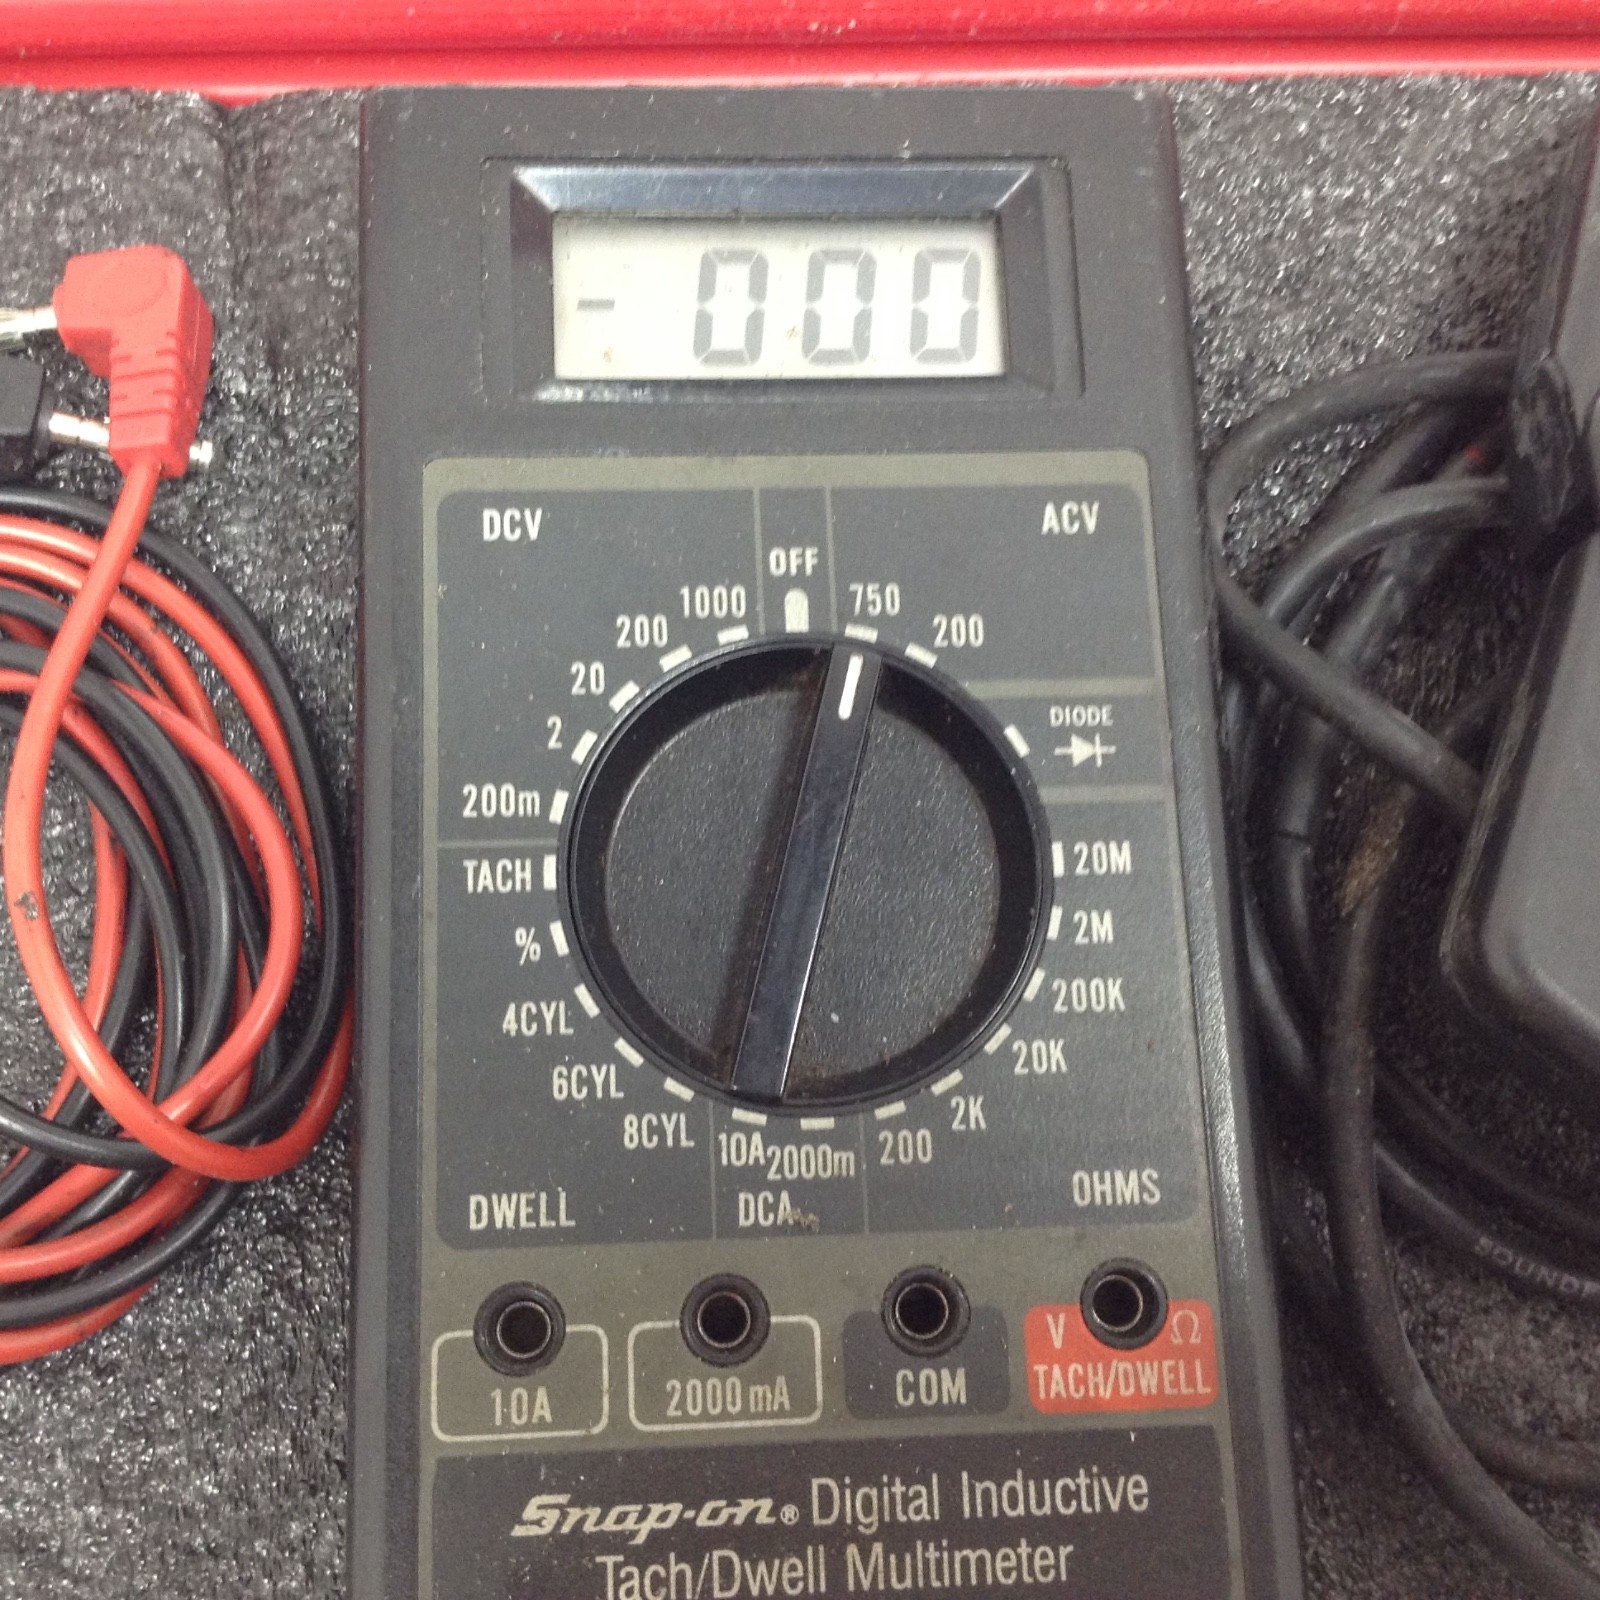 - 000
DCV
OFF
ACV
1000
750
200
200
20
2
DIODE
200m
TACH
20M
%
2M
4CYL
200K
6CYL
20K
8CYL
2K
10A
2000m
200
DWELL
DCA
OHMS
V Ω
10A
2000mA
COM
TACH/DWELL
Snap-on® Digital Inductive
Tach/Dwell Multimeter